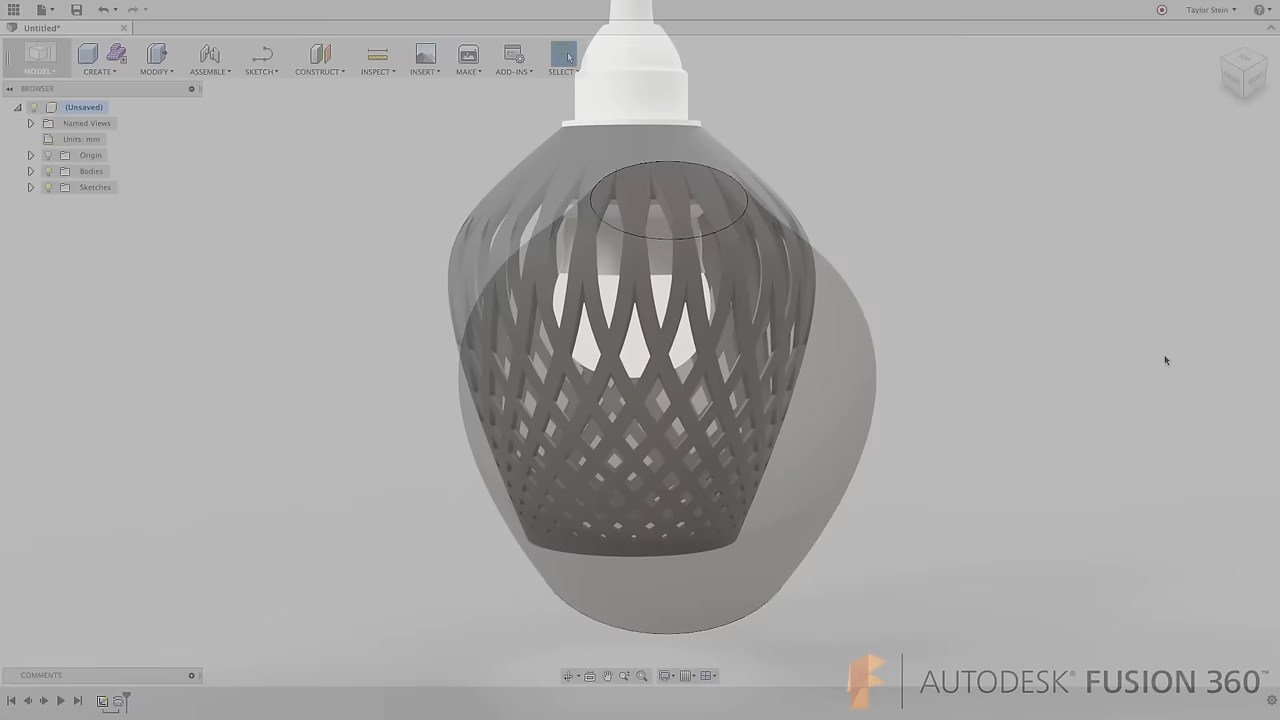 Taylor Stein
Untitled*
MODEL
CREATE
MODIFY
ASSEMBLE
SKETCH
CONSTRUCT
INSPECT
INSERT
MAKE
ADD-INS
SELECT
BROWSER
(Unsaved)
Named Views
Units: mm
Origin
Bodies
Sketches
COMMENTS
AUTODESK® FUSION 360™